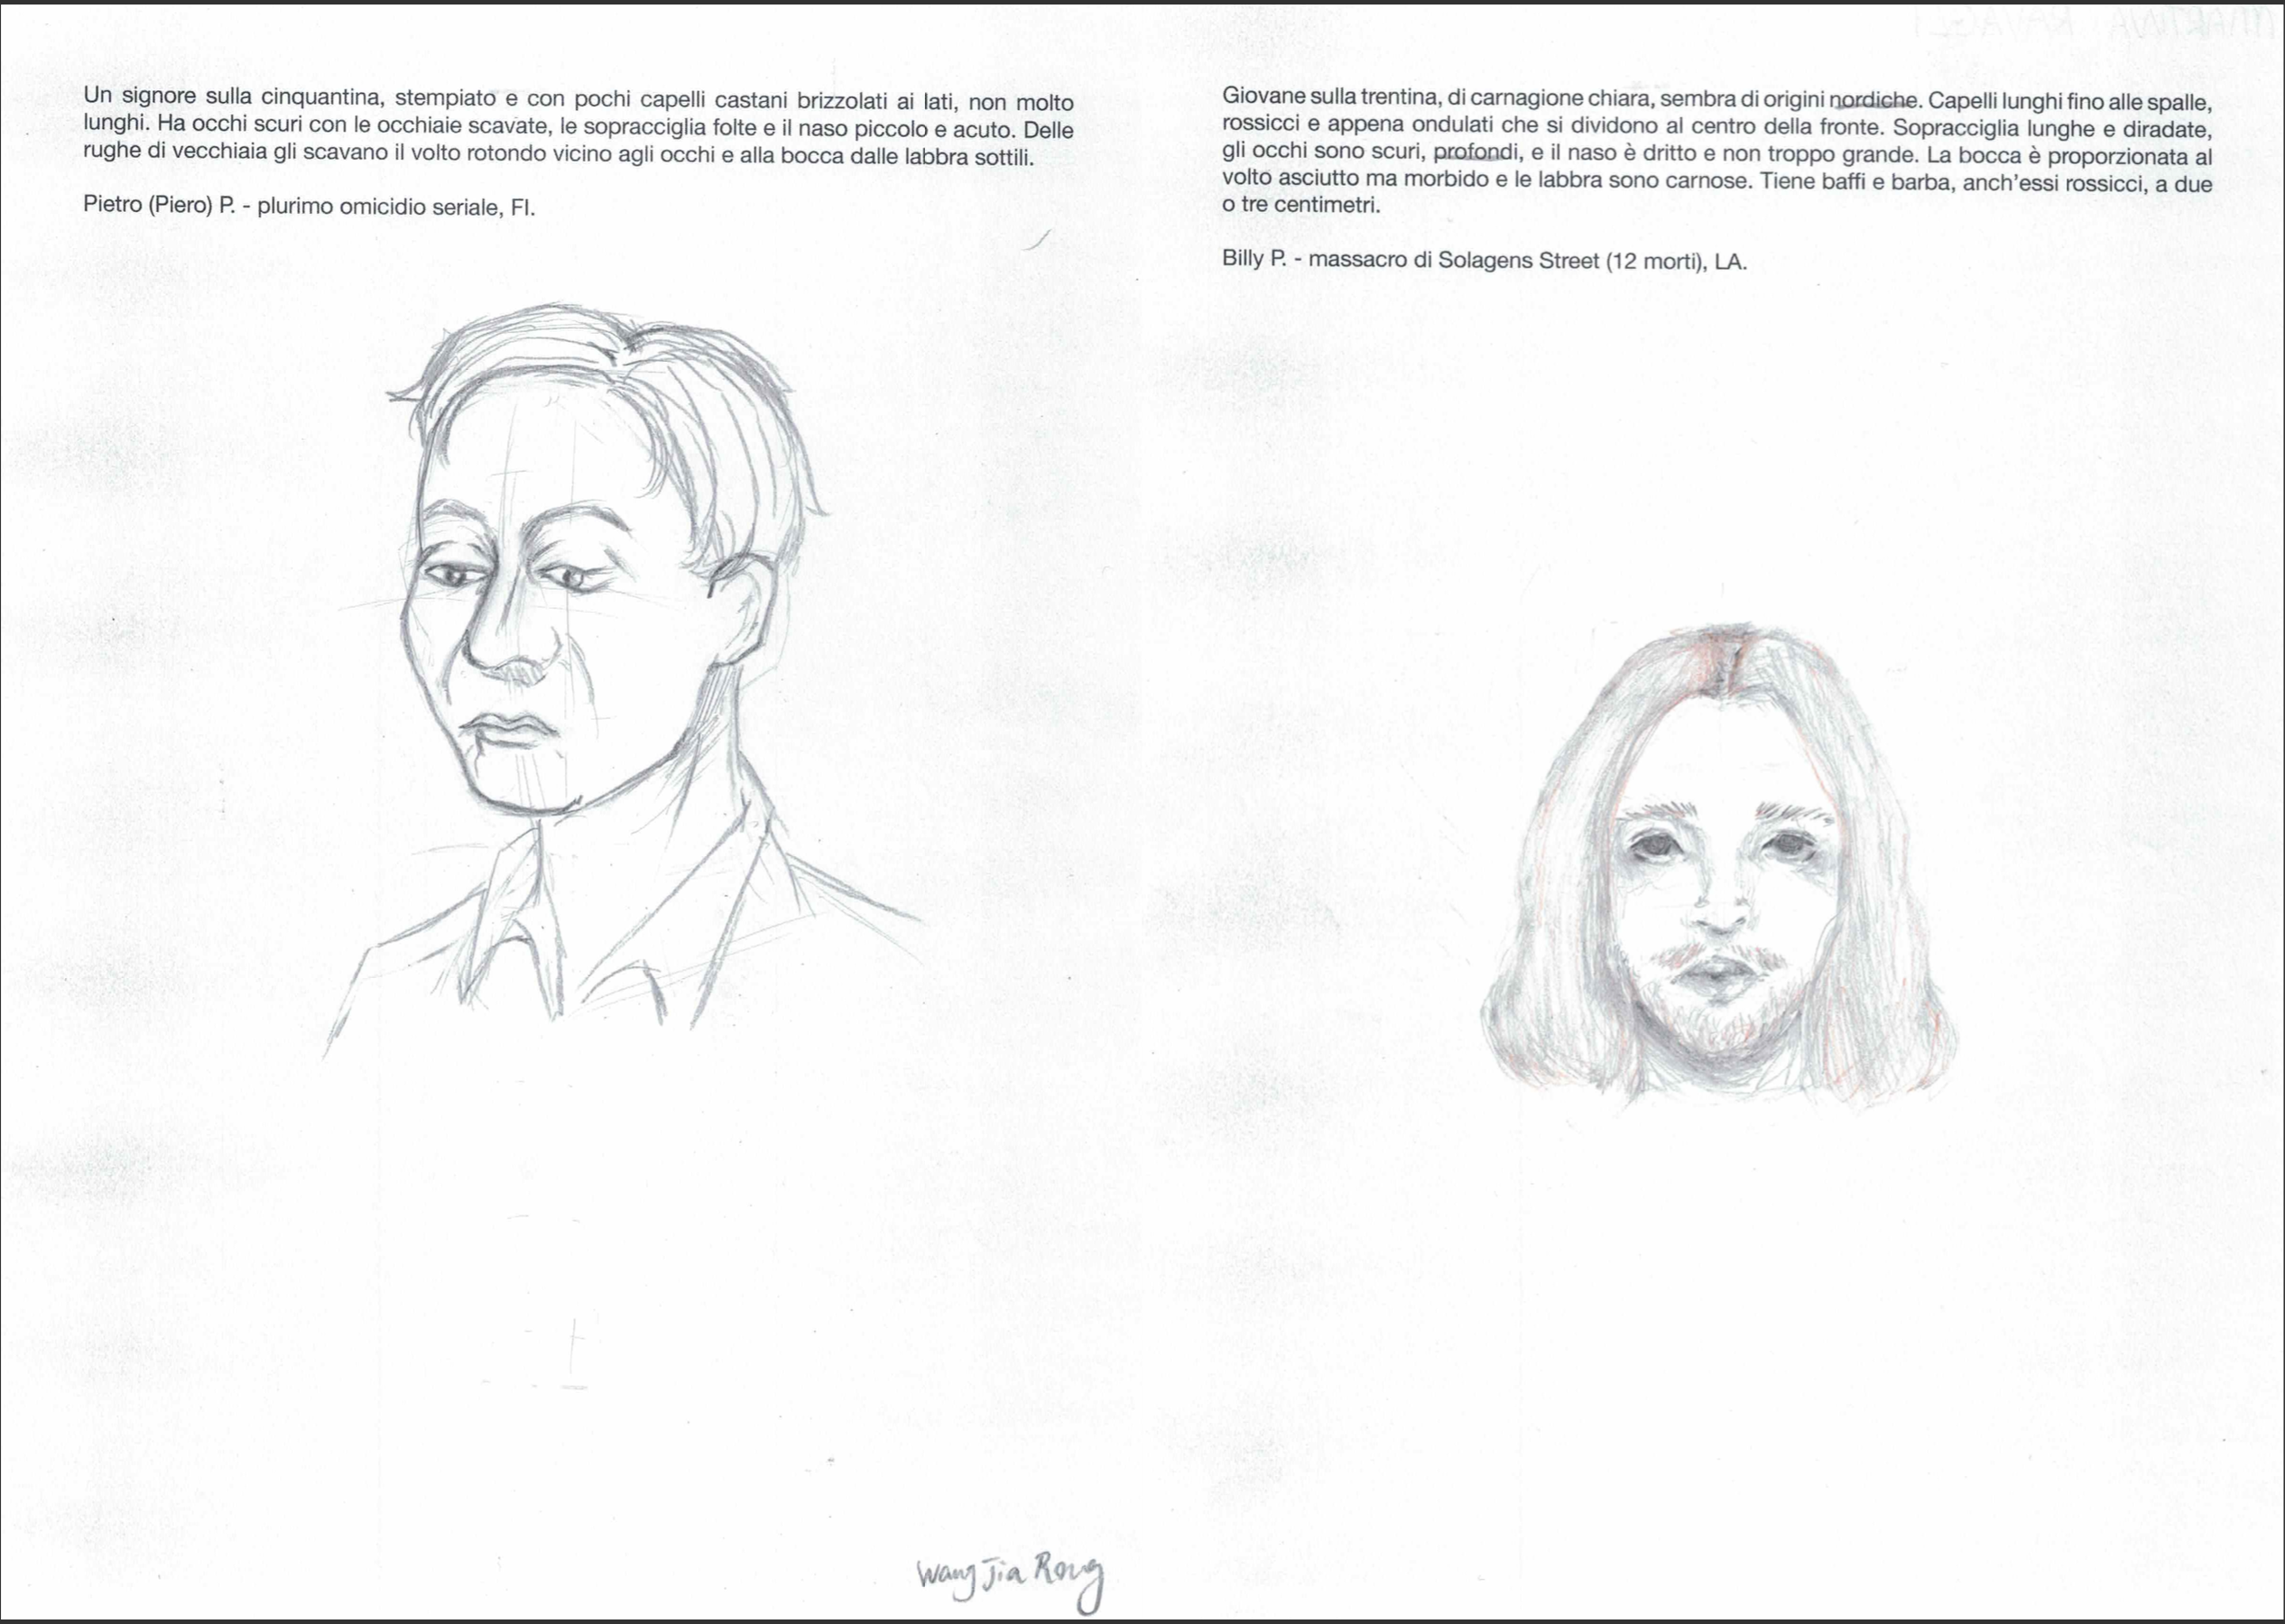 Un signore sulla cinquantina, stempiato e con pochi capelli castani brizzolati ai lati, non molto
lunghi. Ha occhi scuri con le occhiaie scavate, le sopracciglia folte e il naso piccolo e acuto. Delle
rughe di vecchiaia gli scavano il volto rotondo vicino agli occhi e alla bocca dalle labbra sottili.
Pietro (Piero) P. - plurimo omicidio seriale, FI.
Wang Jia Rong
Giovane sulla trentina, di carnagione chiara, sembra di origini nordiche. Capelli lunghi fino alle spalle,
rossicci e appena ondulati che si dividono al centro della fronte. Sopracciglia lunghe e diradate,
gli occhi sono scuri, profondi, e il naso è dritto e non troppo grande. La bocca è proporzionata al
volto asciutto ma morbido e le labbra sono carnose. Tiene baffi e barba, anch'essi rossicci, a due
o tre centimetri.
Billy P. - massacro di Solagens Street (12 morti), LA.